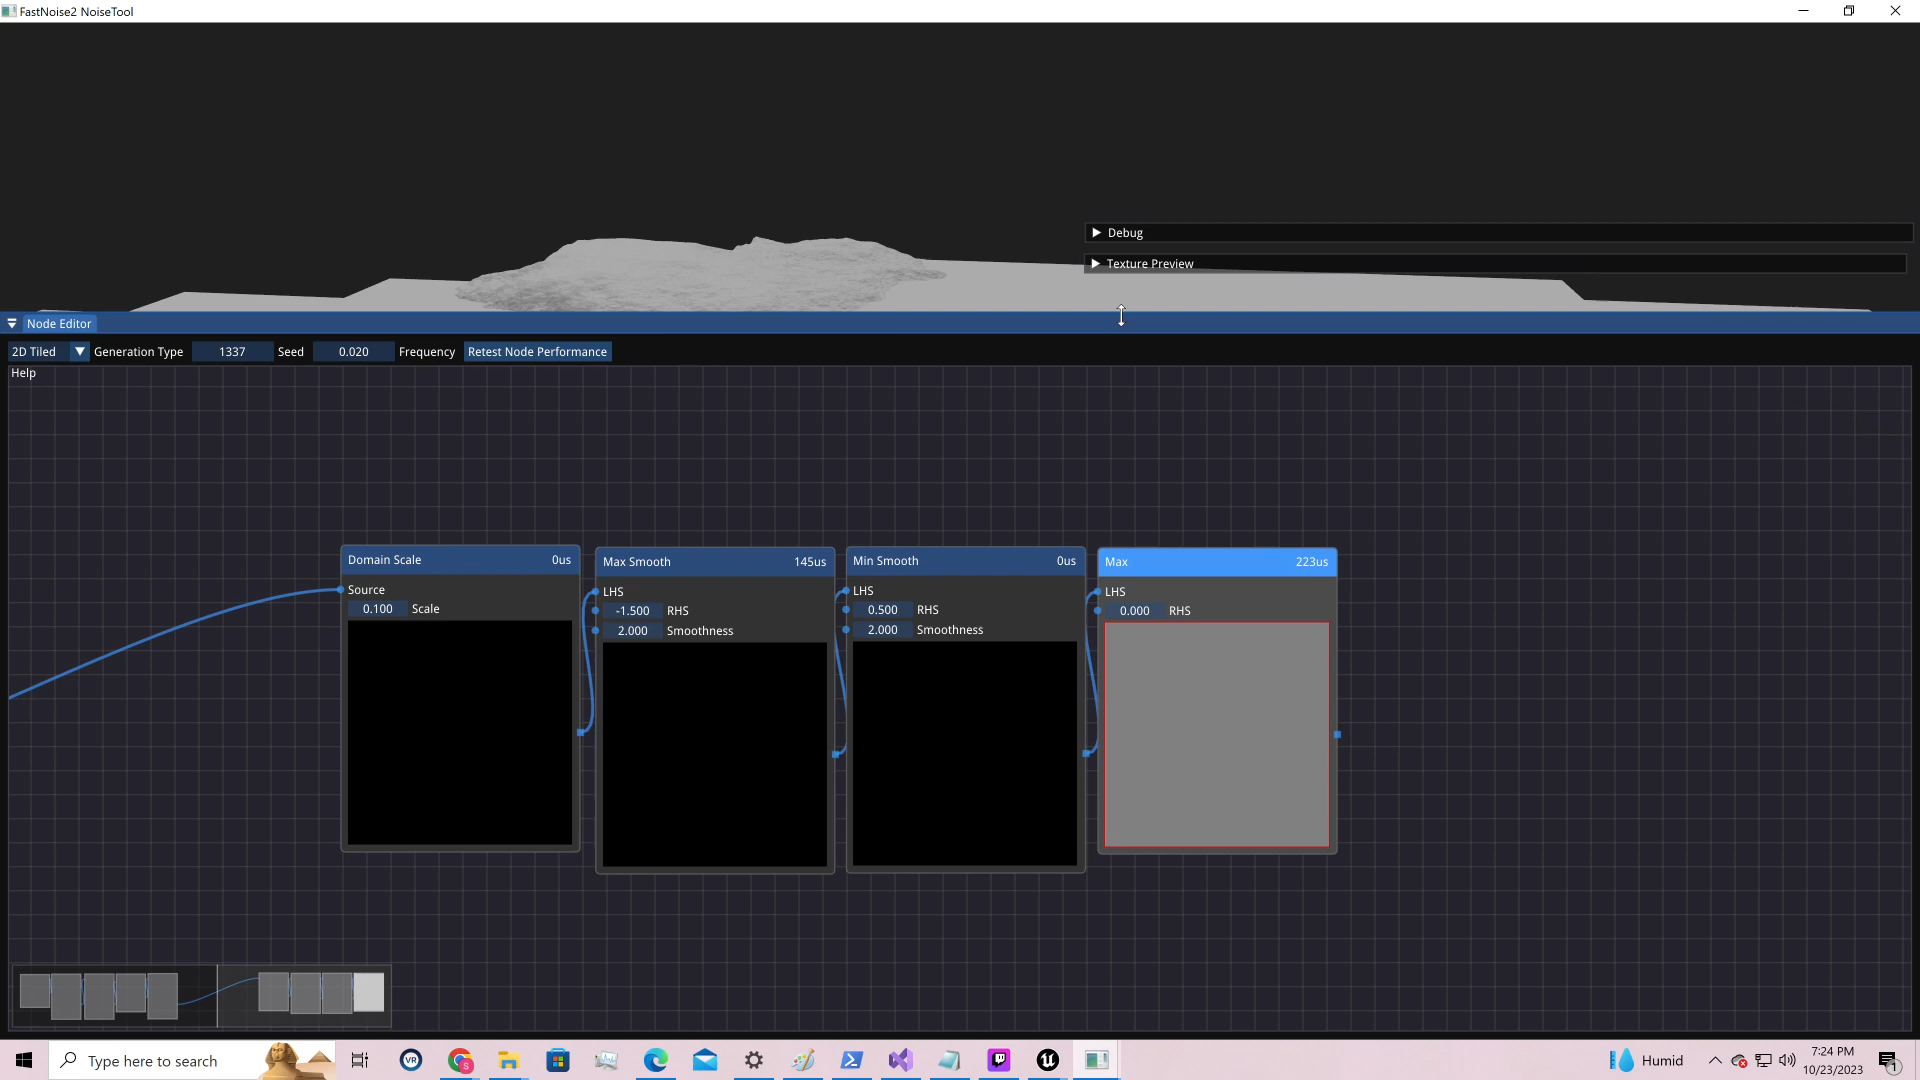 FastNoise2 NoiseTool
Debug
Texture Preview
Node Editor
2D Tiled Generation Type 1337 Seed 0.020 Frequency Retest Node Performance
Help
Domain Scale 0us
Source
0.100 Scale
Max Smooth 145us
LHS
-1.500 RHS
2.000 Smoothness
Min Smooth 0us
LHS
0.500 RHS
2.000 Smoothness
Max 223us
LHS
0.000 RHS
Type here to search
VR
S
Humid
7:24 PM
10/23/2023
1